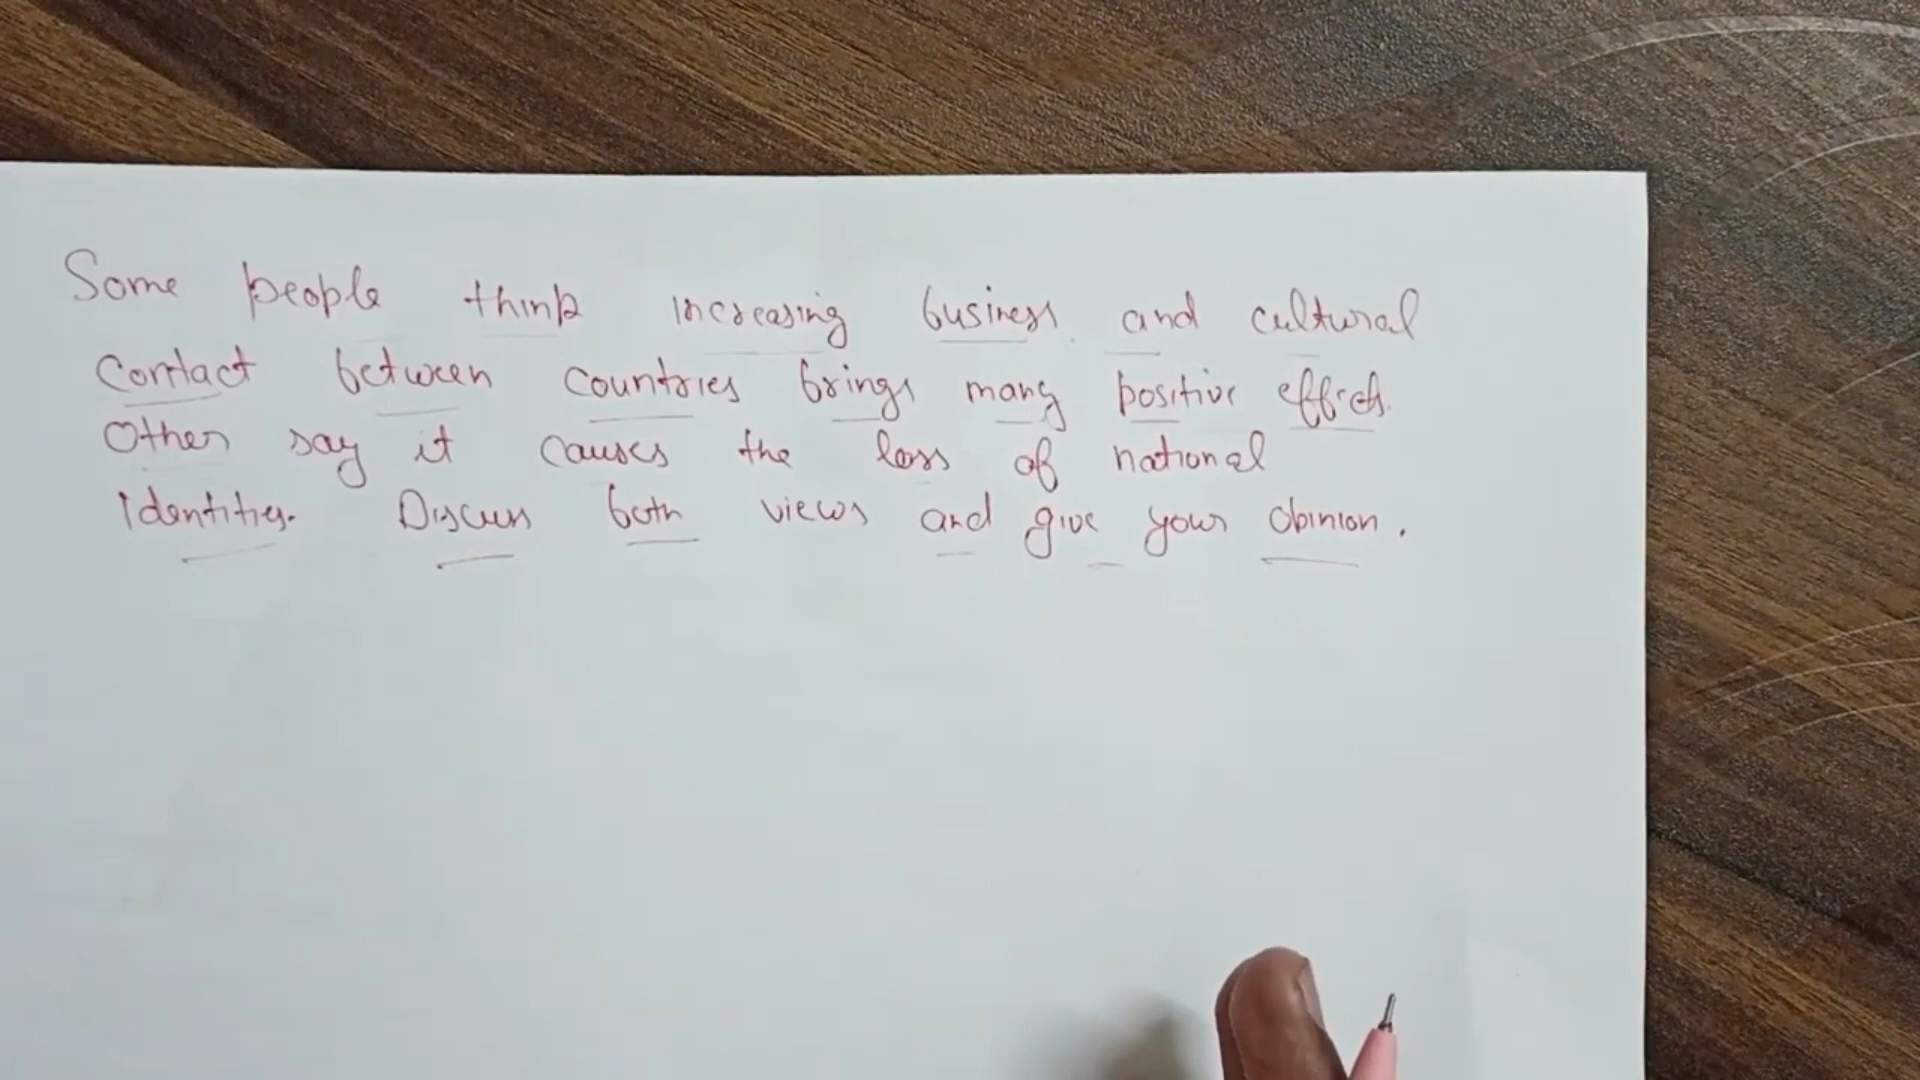 Some people think increasing business and cultural
Contact between countries brings many positive effects.
Other say it causes the loss of national
Identities. Discuss both views and give your opinion.